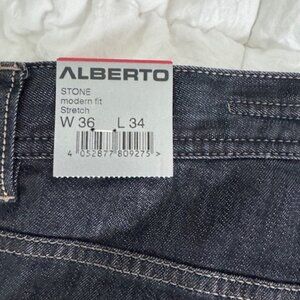 ALBERTO
STONE
modern fit
Stretch
W 36 L 34
4 052877 809275 >